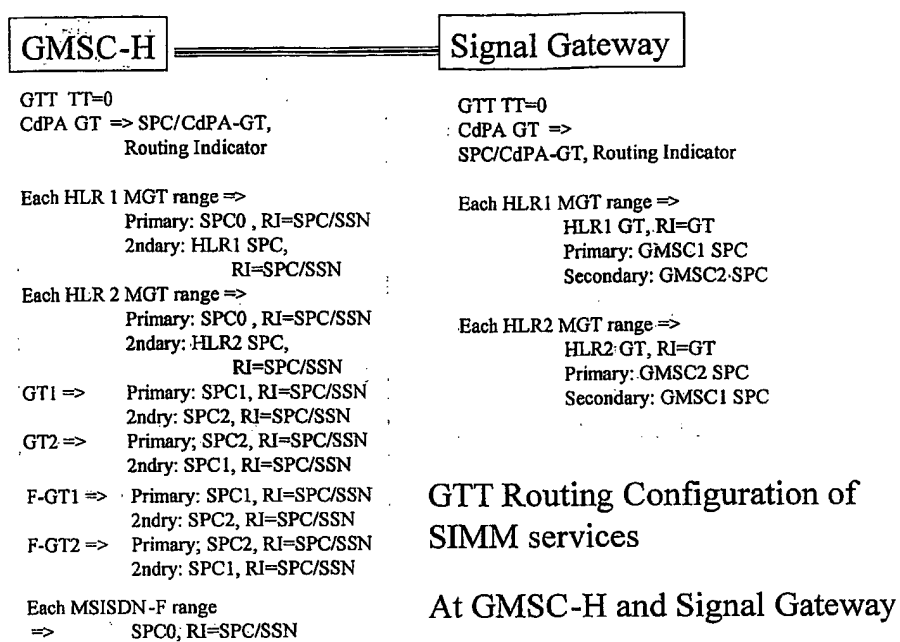 GMSC-H
GTT TT=0
CdPA GT => SPC/CdPA-GT,
Routing Indicator
Each HLR 1 MGT range =>
Primary: SPC0 , RI=SPC/SSN
2ndary: HLR1 SPC,
RI=SPC/SSN
Each HLR 2 MGT range =>
Primary: SPC0 , RI=SPC/SSN
2ndary: HLR2 SPC,
RI=SPC/SSN
GT1 => Primary: SPC1, RI=SPC/SSN
2ndry: SPC2, RI=SPC/SSN
GT2 => Primary; SPC2, RI=SPC/SSN
2ndry: SPC1, RI=SPC/SSN
F-GT1 => Primary: SPC1, RI=SPC/SSN
2ndry: SPC2, RI=SPC/SSN
F-GT2 => Primary; SPC2, RI=SPC/SSN
2ndry: SPC1, RI=SPC/SSN
Each MSISDN-F range
=> SPC0, RI=SPC/SSN
Signal Gateway
GTT TT=0
CdPA GT =>
SPC/CdPA-GT, Routing Indicator
Each HLR1 MGT range =>
HLR1 GT, RI=GT
Primary: GMSC1 SPC
Secondary: GMSC2 SPC
Each HLR2 MGT range =>
HLR2 GT, RI=GT
Primary: GMSC2 SPC
Secondary: GMSC1 SPC
GTT Routing Configuration of
SIMM services
At GMSC-H and Signal Gateway